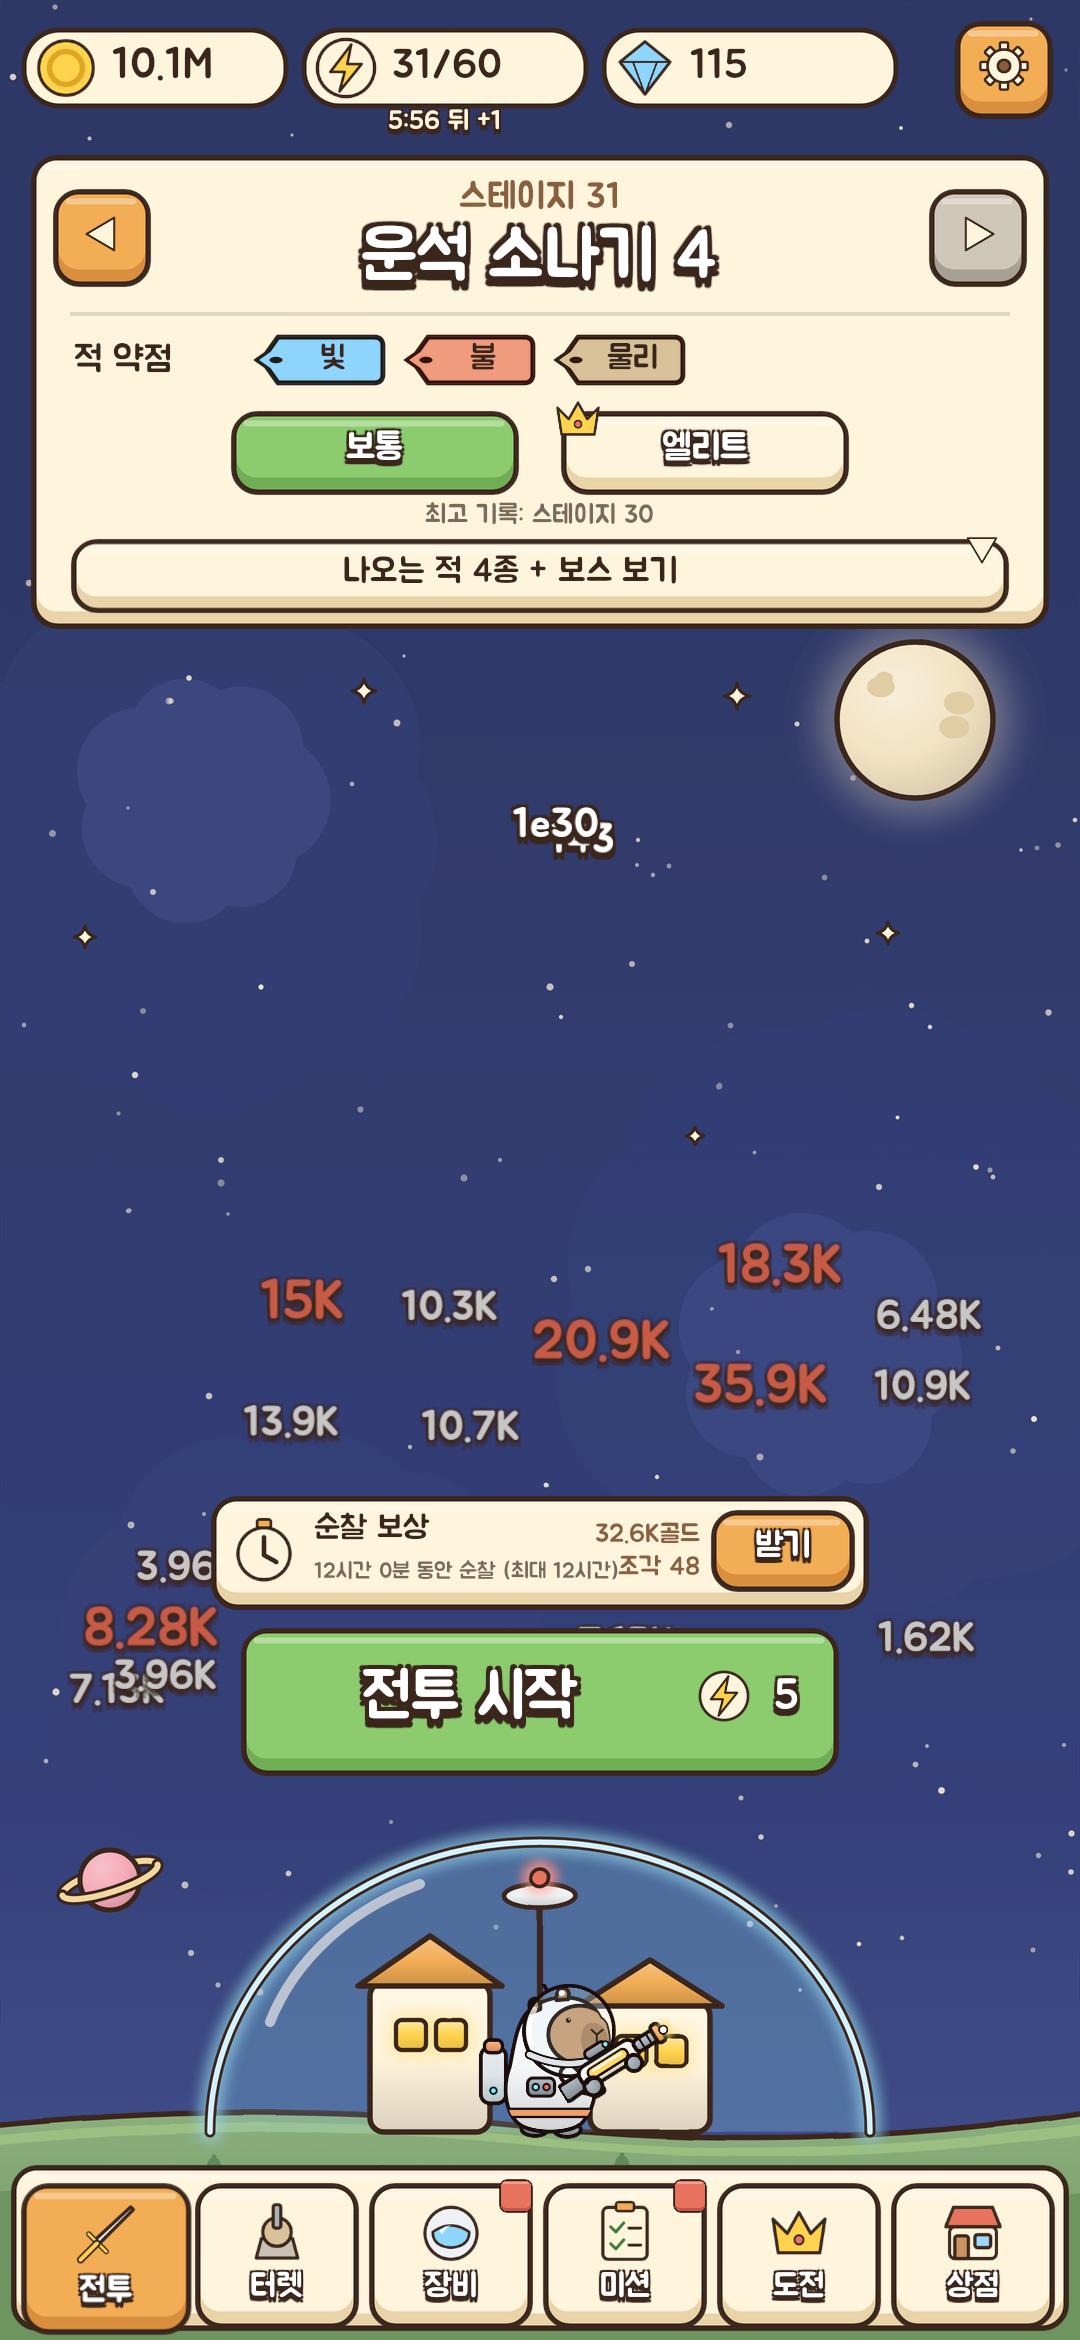 10.1M
31/60
115
5:56 뒤 +1
스테이지 31
운석 소나기 4
적 약점
빛
불
물리
보통
엘리트
최고 기록: 스테이지 30
나오는 적 4종 + 보스 보기
1e30
18.3K
15K
10.3K
6.48K
20.9K
35.9K
10.9K
13.9K
10.7K
순찰 보상
32.6K골드
받기
12시간 0분 동안 순찰 (최대 12시간)
조각 48
3.96
8.28K
1.62K
3.96K
전투 시작
5
전투
터렛
장비
미션
도전
상점